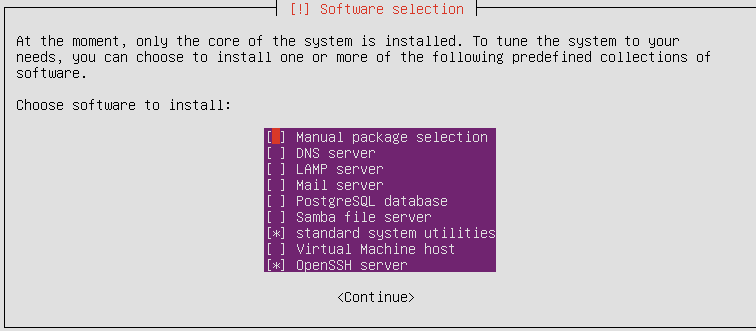 [!] Software selection
At the moment, only the core of the system is installed. To tune the system to your
needs, you can choose to install one or more of the following predefined collections of
software.
Choose software to install:
[ ] Manual package selection
[ ] DNS server
[ ] LAMP server
[ ] Mail server
[ ] PostgreSQL database
[ ] Samba file server
[*] standard system utilities
[ ] Virtual Machine host
[*] OpenSSH server
<Continue>